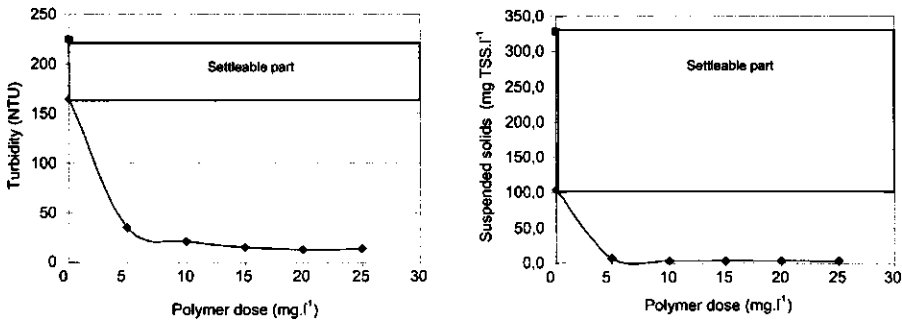 Turbidity (NTU)
250
200
150
100
50
0
Settleable part
0 5 10 15 20 25 30
Polymer dose (mg.l¹)
Suspended solids (mg TSS.l⁻¹)
350,0
300,0
250,0
200,0
150,0
100,0
50,0
0,0
Settleable part
0 5 10 15 20 25 30
Polymer dose (mg.l¹)